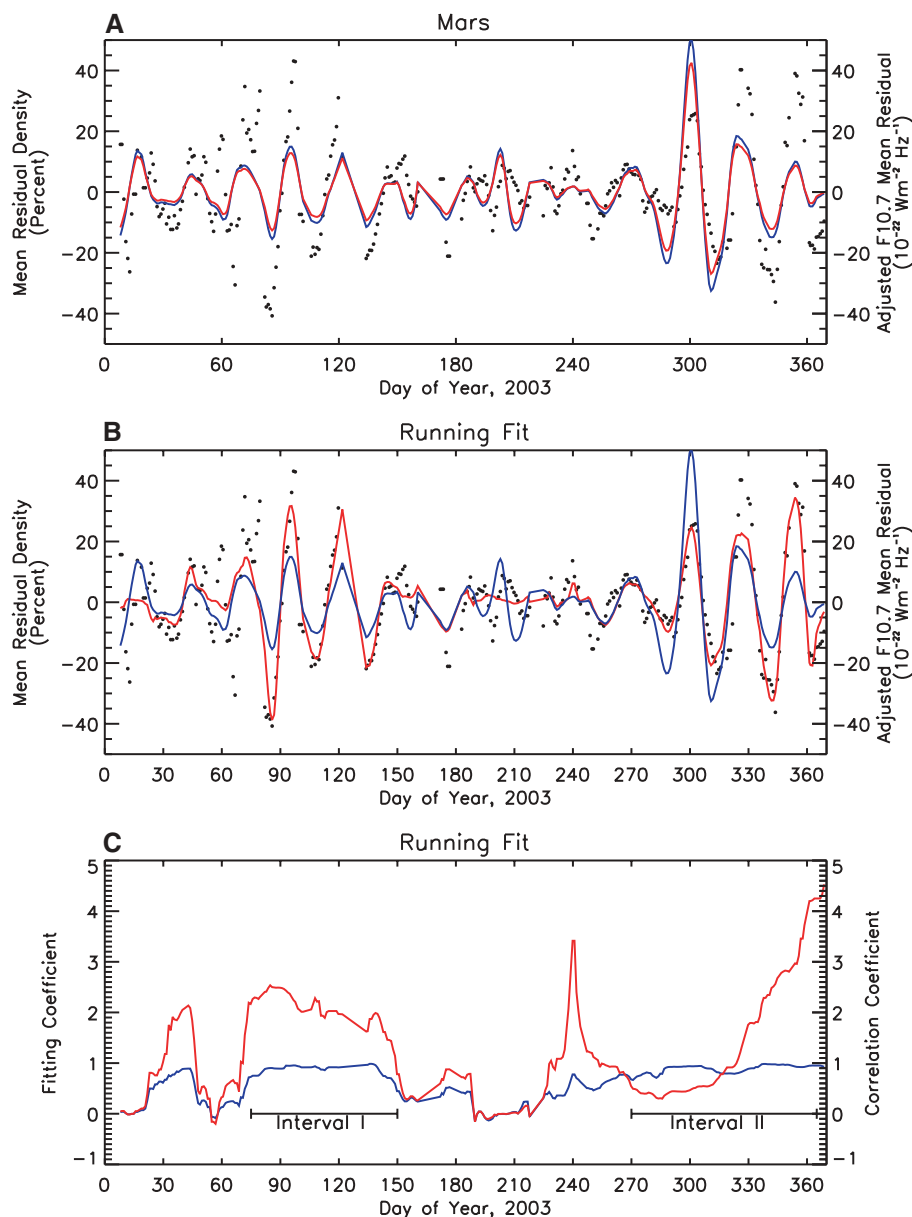 A
Mars
40
20
0
−20
−40
40
20
0
−20
−40
Mean Residual Density
(Percent)
Adjusted F10.7 Mean Residual
(10⁻²² Wm⁻² Hz⁻¹)
0 60 120 180 240 300 360
Day of Year, 2003
B
Running Fit
40
20
0
−20
−40
40
20
0
−20
−40
Mean Residual Density
(Percent)
Adjusted F10.7 Mean Residual
(10⁻²² Wm⁻² Hz⁻¹)
0 30 60 90 120 150 180 210 240 270 300 330 360
Day of Year, 2003
C
Running Fit
5
4
3
2
1
0
−1
5
4
3
2
1
0
−1
Fitting Coefficient
Correlation Coefficient
Interval I
Interval II
0 30 60 90 120 150 180 210 240 270 300 330 360
Day of Year, 2003